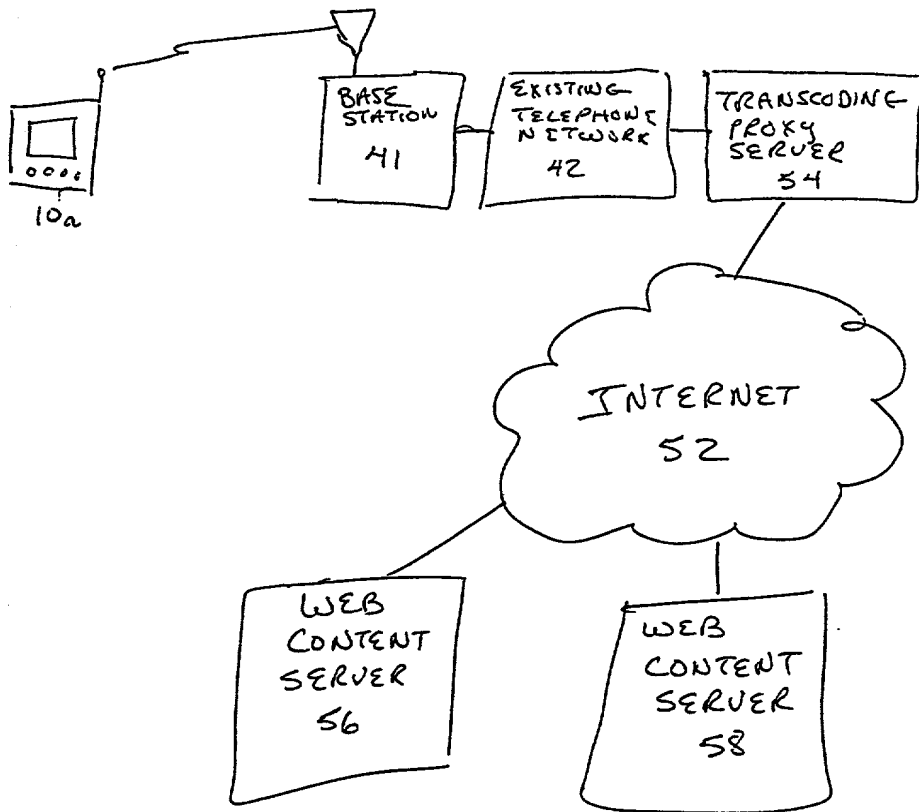 BASE
STATION
41
EXISTING
TELEPHONE
NETWORK
42
TRANSCODING
PROXY
SERVER
54
10a
INTERNET
52
WEB
CONTENT
SERVER
56
WEB
CONTENT
SERVER
58